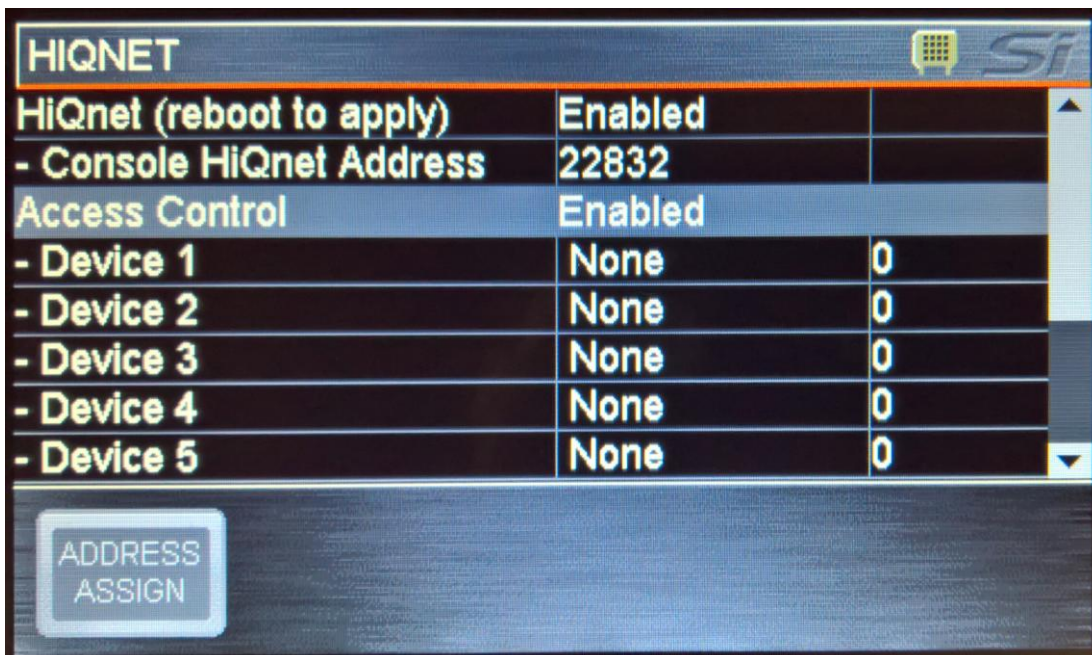 HIQNET Si
HiQnet (reboot to apply) Enabled
- Console HiQnet Address 22832
Access Control Enabled
- Device 1 None 0
- Device 2 None 0
- Device 3 None 0
- Device 4 None 0
- Device 5 None 0
ADDRESS
ASSIGN